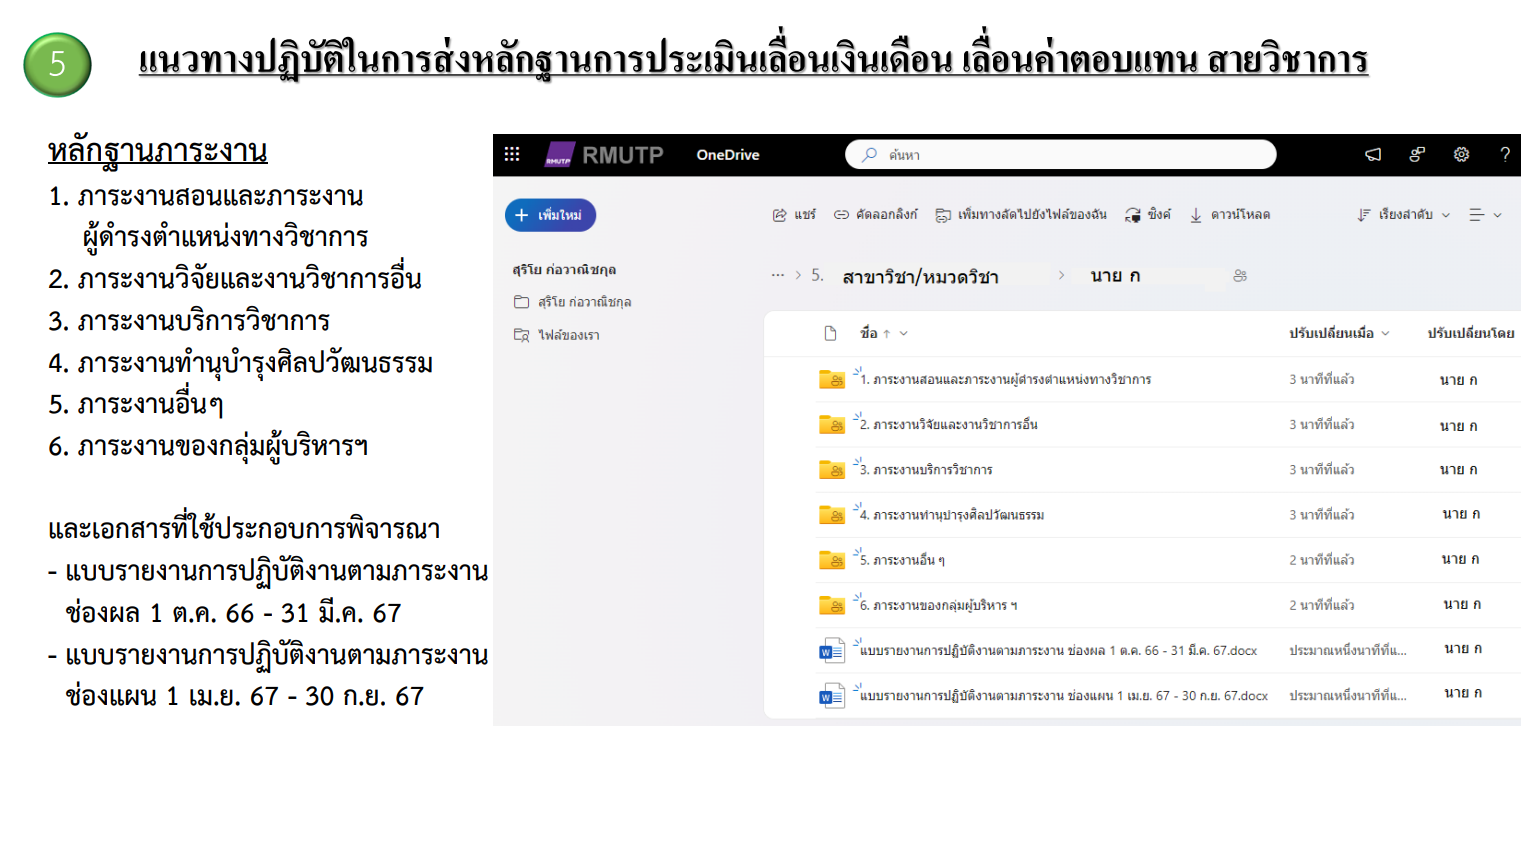 5
แนวทางปฏิบัติในการส่งหลักฐานการประเมินเลื่อนเงินเดือน เลื่อนค่าตอบแทน สายวิชาการ
หลักฐานภาระงาน
1. ภาระงานสอนและภาระงาน
ผู้ดำรงตำแหน่งทางวิชาการ
2. ภาระงานวิจัยและงานวิชาการอื่น
3. ภาระงานบริการวิชาการ
4. ภาระงานทำนุบำรุงศิลปวัฒนธรรม
5. ภาระงานอื่นๆ
6. ภาระงานของกลุ่มผู้บริหารฯ
และเอกสารที่ใช้ประกอบการพิจารณา
- แบบรายงานการปฏิบัติงานตามภาระงาน
ช่องผล 1 ต.ค. 66 - 31 มี.ค. 67
- แบบรายงานการปฏิบัติงานตามภาระงาน
ช่องแผน 1 เม.ย. 67 - 30 ก.ย. 67
RMUTP RMUTP OneDrive ค้นหา ?
+ เพิ่มใหม่ แชร์ คัดลอกลิงก์ เพิ่มทางลัดไปยังไฟล์ของฉัน ซิงค์ ดาวน์โหลด เรียงลำดับ
สุริโย ก่อวาณิชกุล
สุริโย ก่อวาณิชกุล
ไฟล์ของเรา
... > 5. สาขาวิชา/หมวดวิชา > นาย ก
ชื่อ ↑ ปรับเปลี่ยนเมื่อ ปรับเปลี่ยนโดย
1. ภาระงานสอนและภาระงานผู้ดำรงตำแหน่งทางวิชาการ 3 นาทีที่แล้ว นาย ก
2. ภาระงานวิจัยและงานวิชาการอื่น 3 นาทีที่แล้ว นาย ก
3. ภาระงานบริการวิชาการ 3 นาทีที่แล้ว นาย ก
4. ภาระงานทำนุบำรุงศิลปวัฒนธรรม 3 นาทีที่แล้ว นาย ก
5. ภาระงานอื่น ๆ 2 นาทีที่แล้ว นาย ก
6. ภาระงานของกลุ่มผู้บริหาร ฯ 2 นาทีที่แล้ว นาย ก
แบบรายงานการปฏิบัติงานตามภาระงาน ช่องผล 1 ต.ค. 66 - 31 มี.ค. 67.docx ประมาณหนึ่งนาทีที่แ... นาย ก
แบบรายงานการปฏิบัติงานตามภาระงาน ช่องแผน 1 เม.ย. 67 - 30 ก.ย. 67.docx ประมาณหนึ่งนาทีที่แ... นาย ก